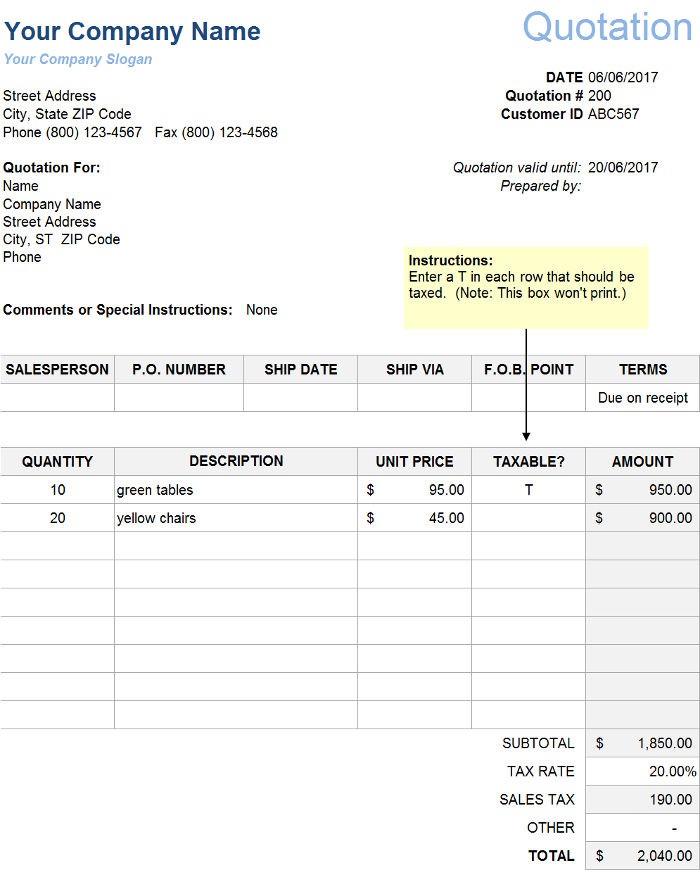 Your Company Name
Quotation
Your Company Slogan
DATE 06/06/2017
Street Address
Quotation # 200
City, State ZIP Code
Customer ID ABC567
Phone (800) 123-4567 Fax (800) 123-4568
Quotation For:
Quotation valid until: 20/06/2017
Name
Prepared by:
Company Name
Street Address
City, ST ZIP Code
Phone
Instructions:
Enter a T in each row that should be
taxed. (Note: This box won't print.)
Comments or Special Instructions: None
SALESPERSON P.O. NUMBER SHIP DATE SHIP VIA F.O.B. POINT TERMS
Due on receipt
QUANTITY DESCRIPTION UNIT PRICE TAXABLE? AMOUNT
10 green tables $ 95.00 T $ 950.00
20 yellow chairs $ 45.00 $ 900.00
SUBTOTAL $ 1,850.00
TAX RATE 20.00%
SALES TAX 190.00
OTHER -
TOTAL $ 2,040.00